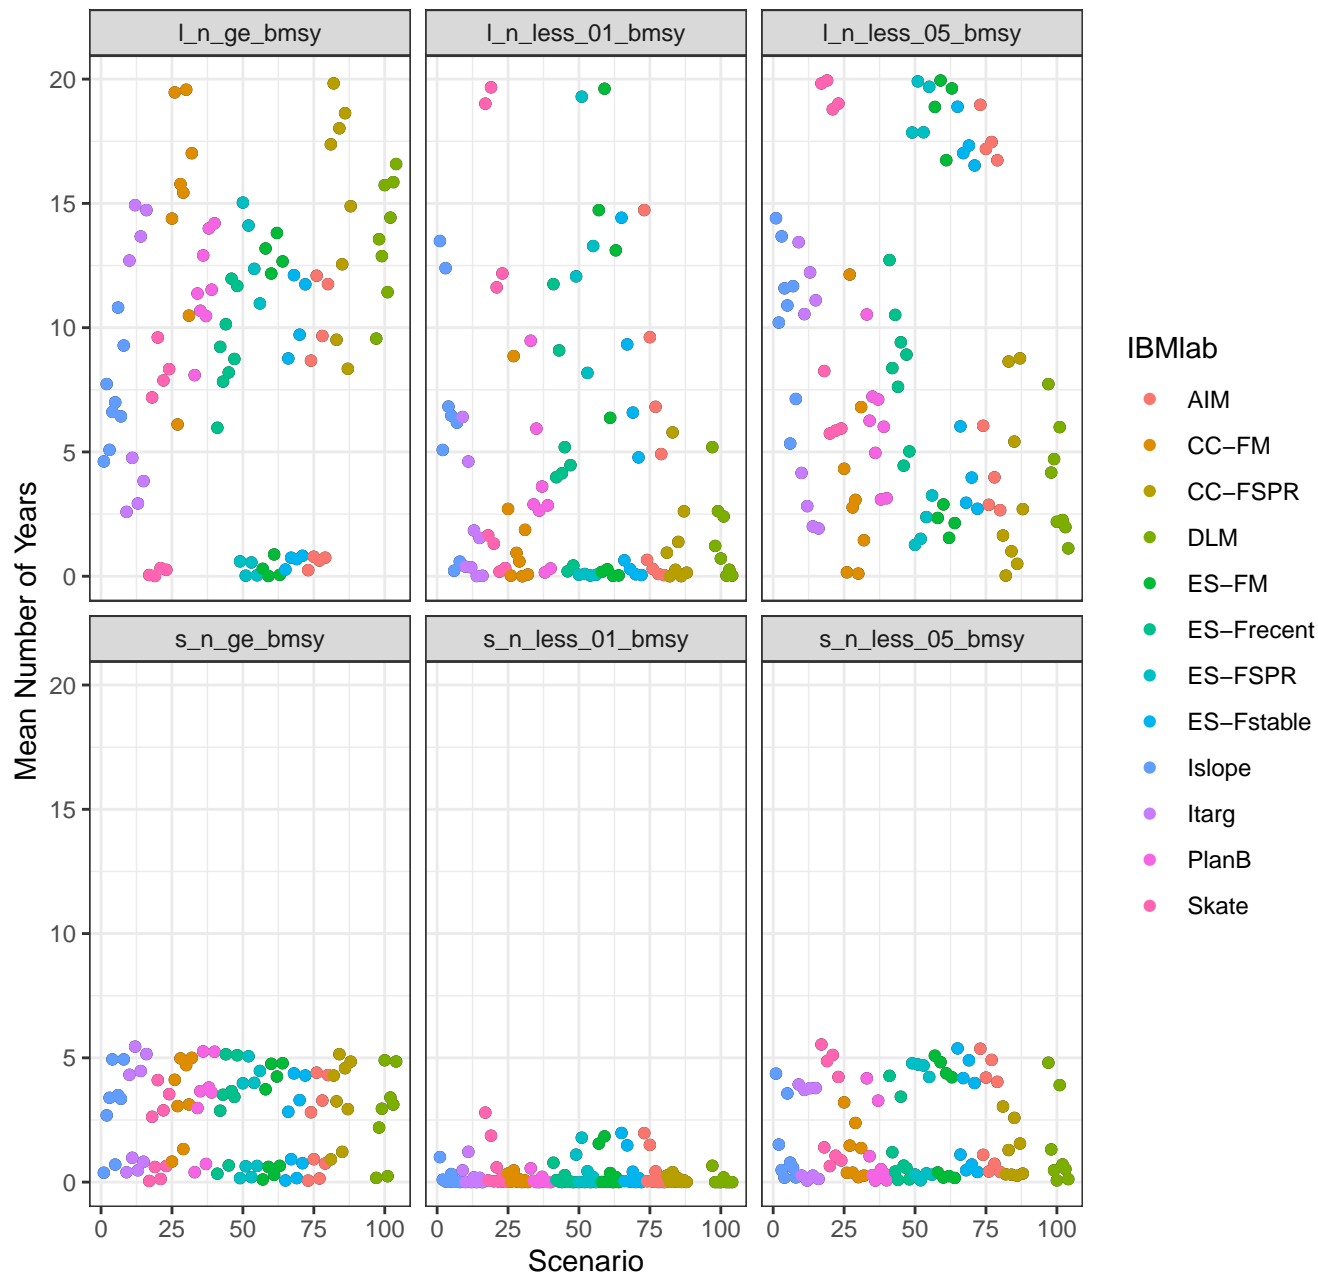 l_n_ge_bmsy
l_n_less_01_bmsy
l_n_less_05_bmsy
20
15
10
5
0
s_n_ge_bmsy
s_n_less_01_bmsy
s_n_less_05_bmsy
20
15
10
5
0
0 25 50 75 100
0 25 50 75 100
0 25 50 75 100
Scenario
Mean Number of Years
IBMlab
AIM
CC−FM
CC−FSPR
DLM
ES−FM
ES−Frecent
ES−FSPR
ES−Fstable
Islope
Itarg
PlanB
Skate